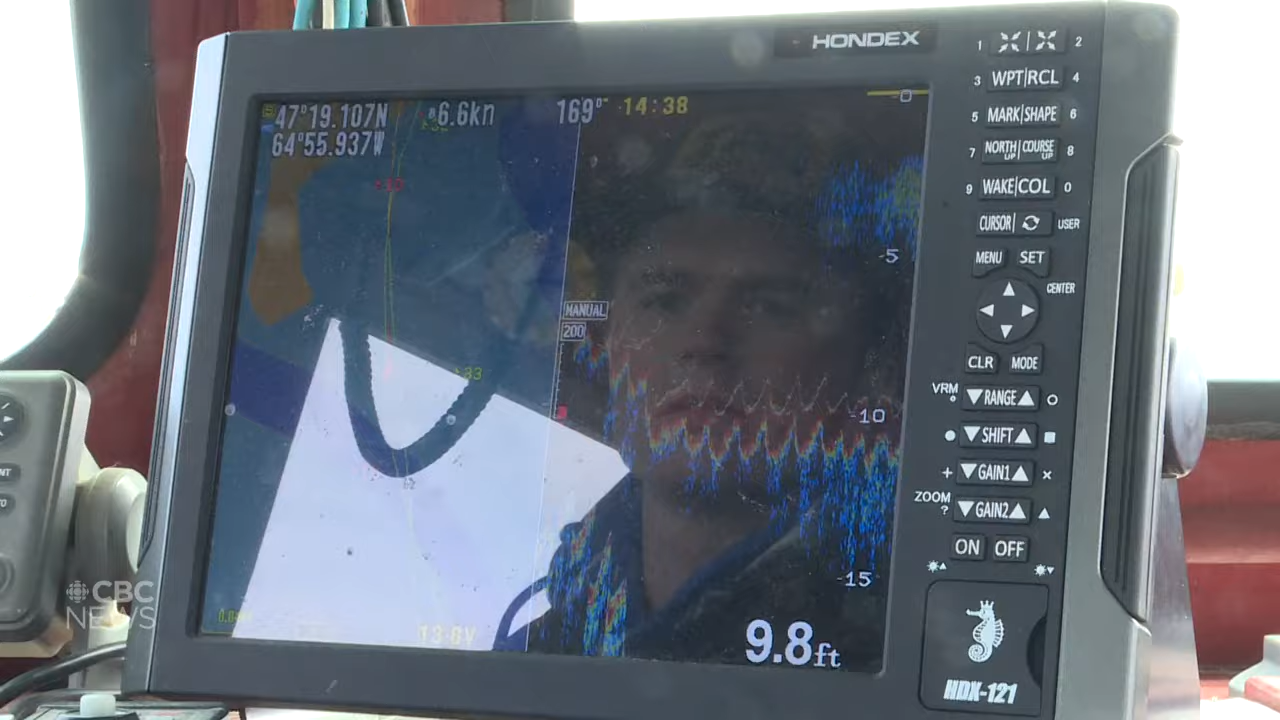 HONDEX
47°19.107N 6.6kn 169° 14:38
64°55.937W
0
-5
MANUAL
200
33
-10
-15
13.8V
9.8ft
1 2
3 WPT|RCL 4
5 MARK|SHAPE 6
7 NORTH UP|COURSE UP 8
9 WAKE|COL 0
CURSOR| USER
MENU SET
CENTER
CLR MODE
VRM ▼RANGE▲
▼SHIFT▲
+ ▼GAIN1▲ ×
ZOOM ? ▼GAIN2▲ ▲
ON OFF
HDX-121
CBC
NEWS